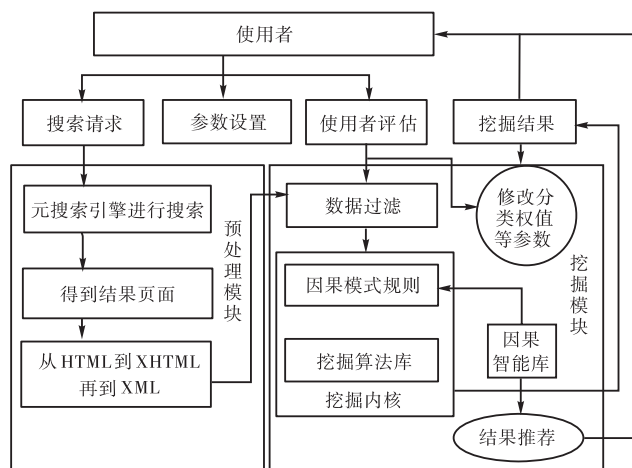 使用者
搜索请求
参数设置
使用者评估
挖掘结果
元搜索引擎进行搜索
得到结果页面
从HTML到XHTML
再到XML
预处理模块
数据过滤
因果模式规则
挖掘算法库
挖掘内核
修改分
类权值
等参数
挖掘模块
因果
智能库
结果推荐